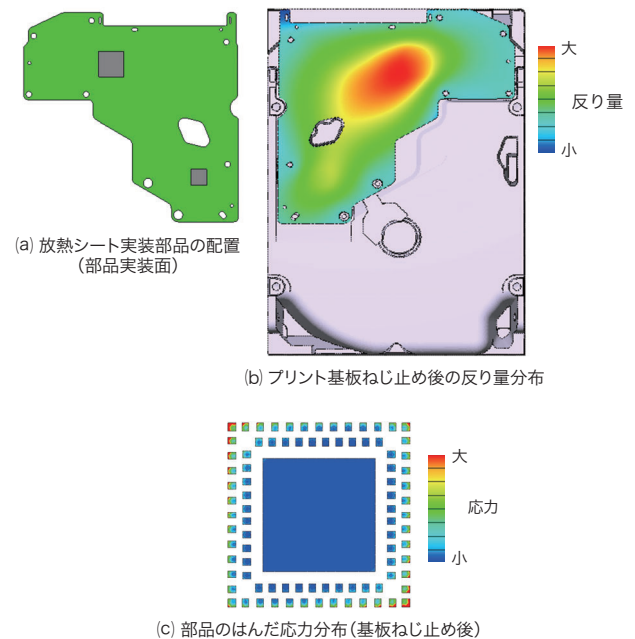 (a) 放熱シート実装部品の配置
(部品実装面)
大
反り量
小
(b) プリント基板ねじ止め後の反り量分布
大
応力
小
(c) 部品のはんだ応力分布(基板ねじ止め後)